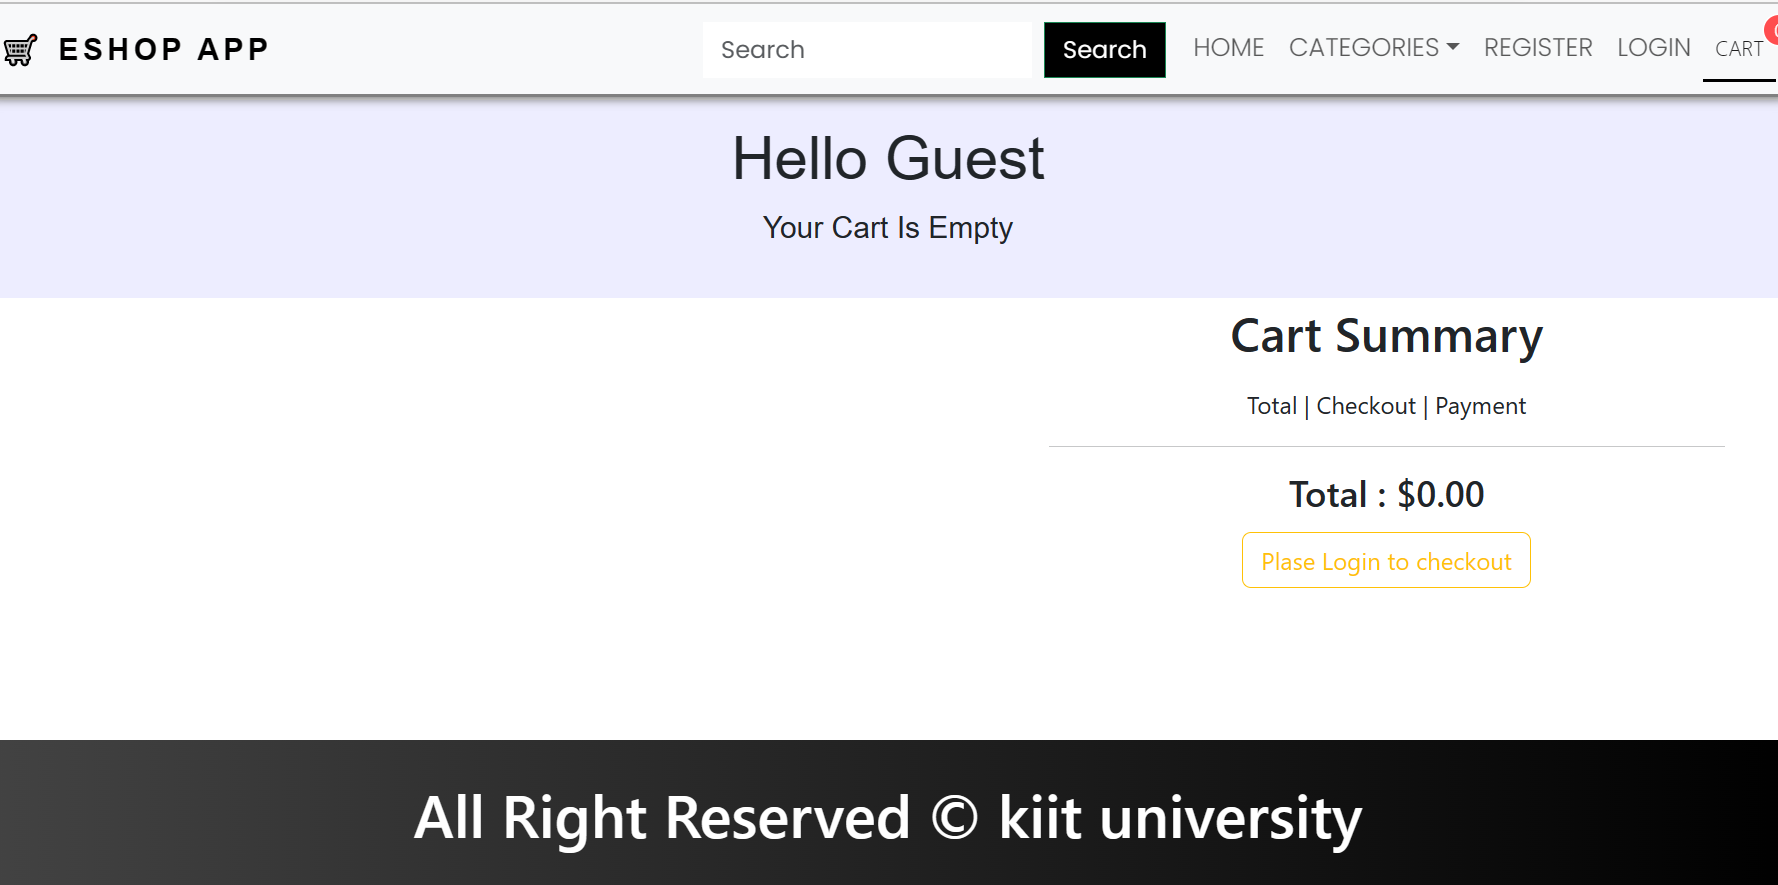 ESHOP APP Search Search HOME CATEGORIES REGISTER LOGIN CART
Hello Guest
Your Cart Is Empty
Cart Summary
Total | Checkout | Payment
Total : $0.00
Plase Login to checkout
All Right Reserved © kiit university